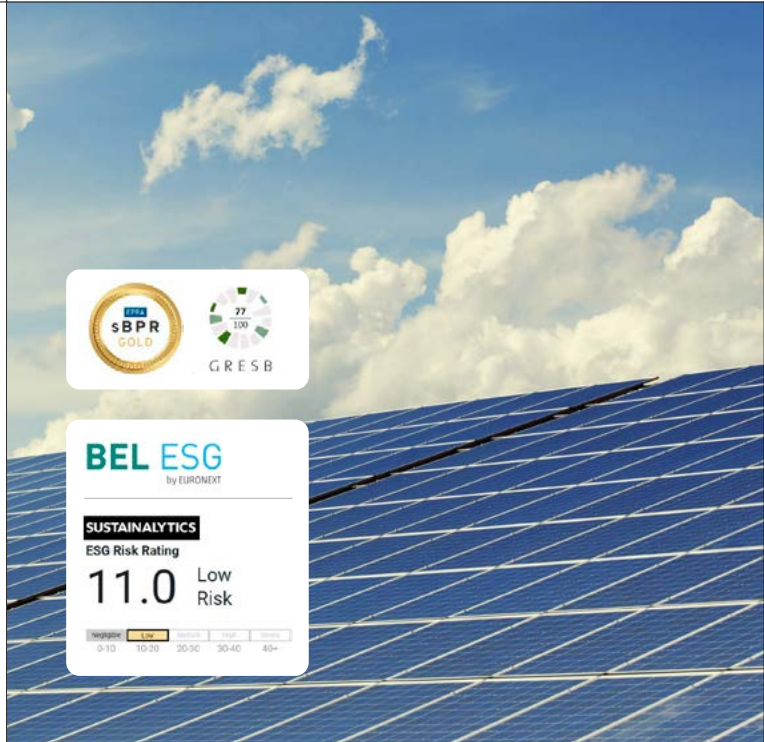 EPRA
sBPR
GOLD
77
100
GRESB
BEL ESG
by EURONEXT
SUSTAINALYTICS
ESG Risk Rating
11.0 Low
Risk
Negligible Low Medium High Severe
0-10 10-20 20-30 30-40 40+